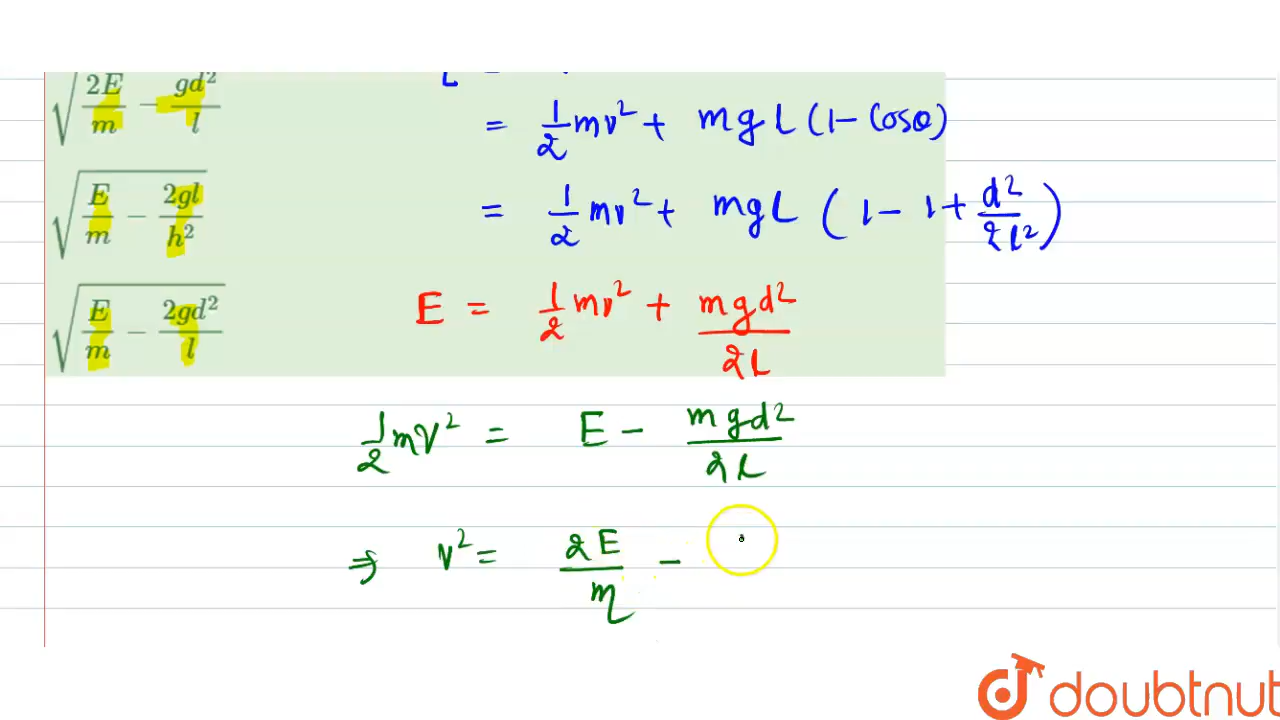 √(2E/m − gd²/l)
√(E/m − 2gl/h²)
√(E/m − 2gd²/l)
= 1/2 mv² + mgL (1 − Cosθ)
= 1/2 mv² + mgL (1 − 1 + d²/2l²)
E = 1/2 mv² + mgd²/2L
1/2 mV² = E − mgd²/2L
⇒ v² = 2E/m −
doubtnut